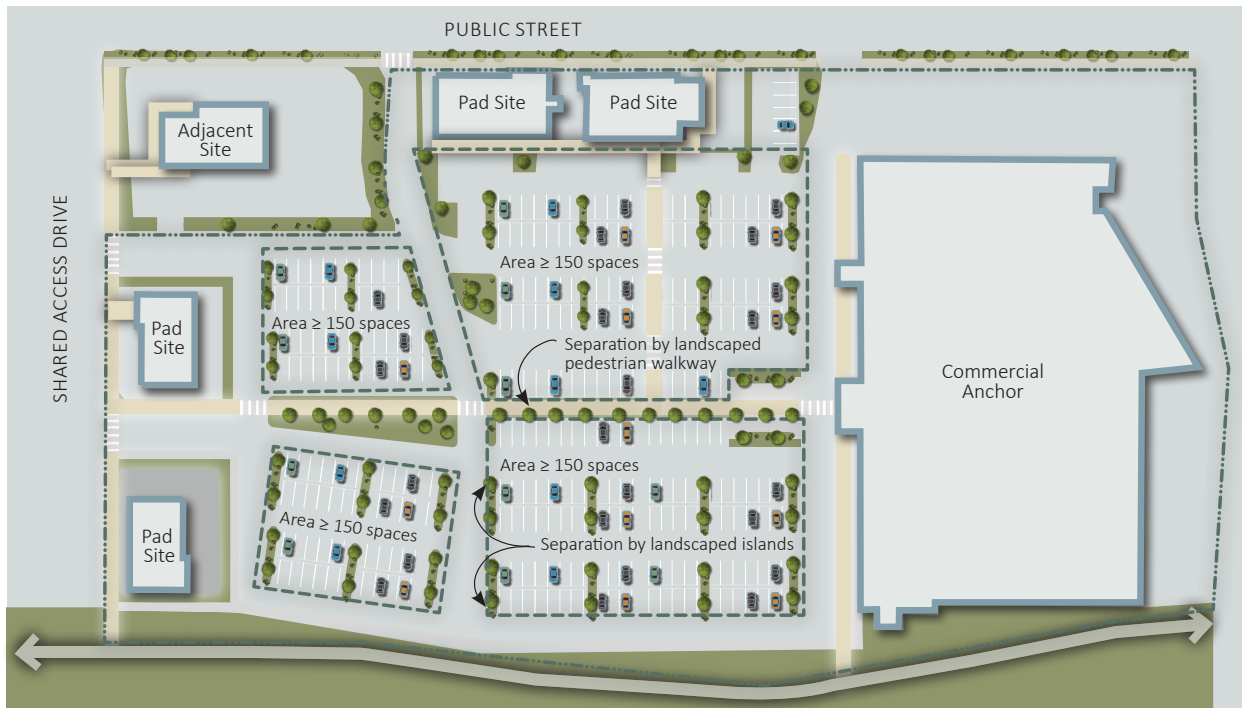 PUBLIC STREET
Pad Site
Pad Site
Adjacent
Site
SHARED ACCESS DRIVE
Area ≥ 150 spaces
Area ≥ 150 spaces
Pad
Site
Separation by landscaped
pedestrian walkway
Commercial
Anchor
Area ≥ 150 spaces
Area ≥ 150 spaces
Pad
Site
Separation by landscaped islands